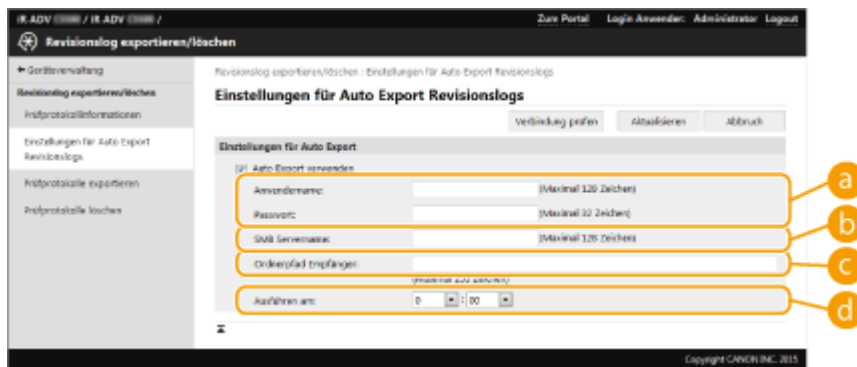 iR-ADV / iR-ADV /
Zum Portal Login Anwender: Administrator Logout
Revisionslog exportieren/löschen
Geräteverwaltung
Revisionslog exportieren/löschen
Prüfprotokollinformationen
Einstellungen für Auto Export
Revisionslogs
Prüfprotokolle exportieren
Prüfprotokolle löschen
Revisionslog exportieren/löschen : Einstellungen für Auto Export Revisionslogs
Einstellungen für Auto Export Revisionslogs
Verbindung prüfen Aktualisieren Abbruch
Einstellungen für Auto Export
Auto Export verwenden
Anwendername: (Maximal 128 Zeichen)
Passwort: (Maximal 32 Zeichen)
a
SMB Servername: (Maximal 128 Zeichen)
b
Ordnerpfad Empfänger:
c
Ausführen am: 0 : 00
d
Copyright CANON INC. 2015